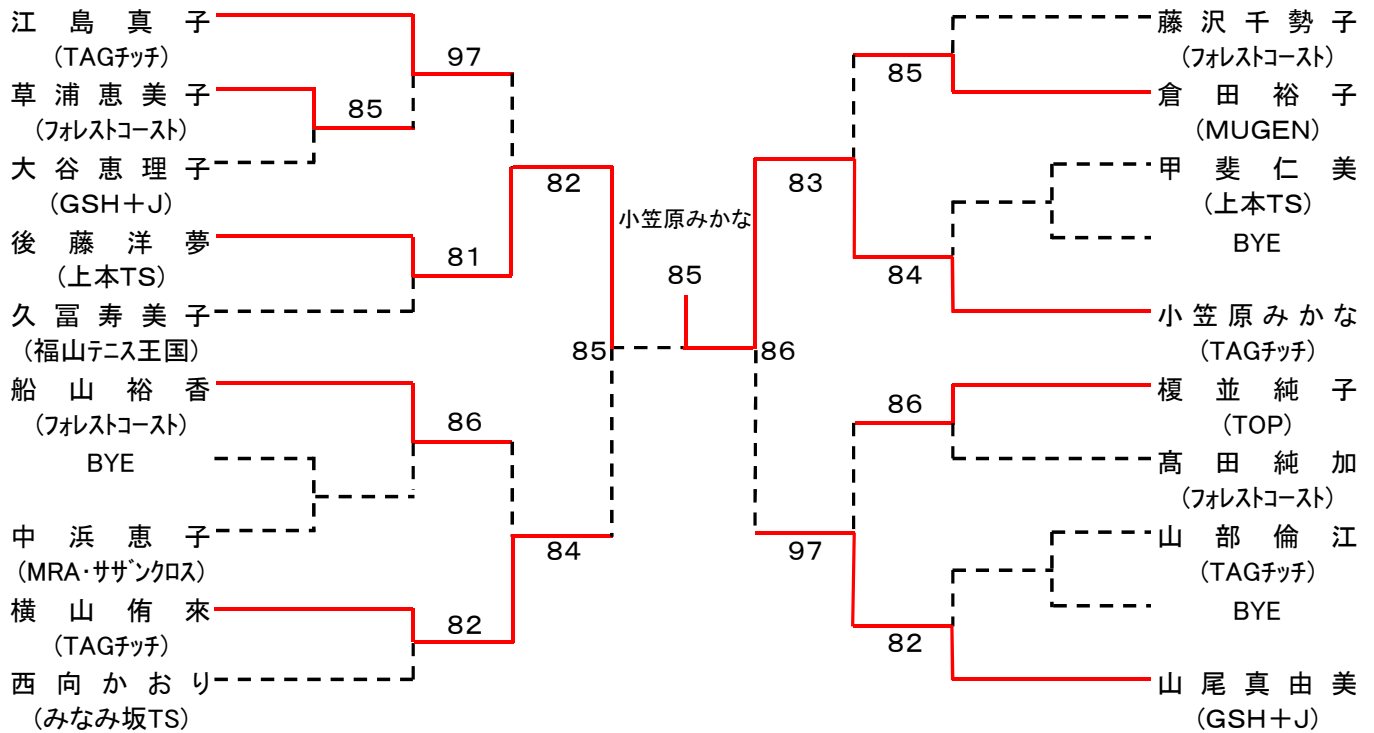 江島真子
(TAGチッチ)
97
草浦恵美子
(フォレストコースト)
85
大谷恵理子
(GSH+J)
82
後藤洋夢
(上本TS)
81
久冨寿美子
(福山テニス王国)
85
船山裕香
(フォレストコースト)
86
BYE
中浜恵子
(MRA・サザンクロス)
84
横山侑來
(TAGチッチ)
82
西向かおり
(みなみ坂TS)
小笠原みかな
85
藤沢千勢子
(フォレストコースト)
85
倉田裕子
(MUGEN)
83
甲斐仁美
(上本TS)
BYE
84
小笠原みかな
(TAGチッチ)
86
榎並純子
(TOP)
86
髙田純加
(フォレストコースト)
97
山部倫江
(TAGチッチ)
BYE
82
山尾真由美
(GSH+J)